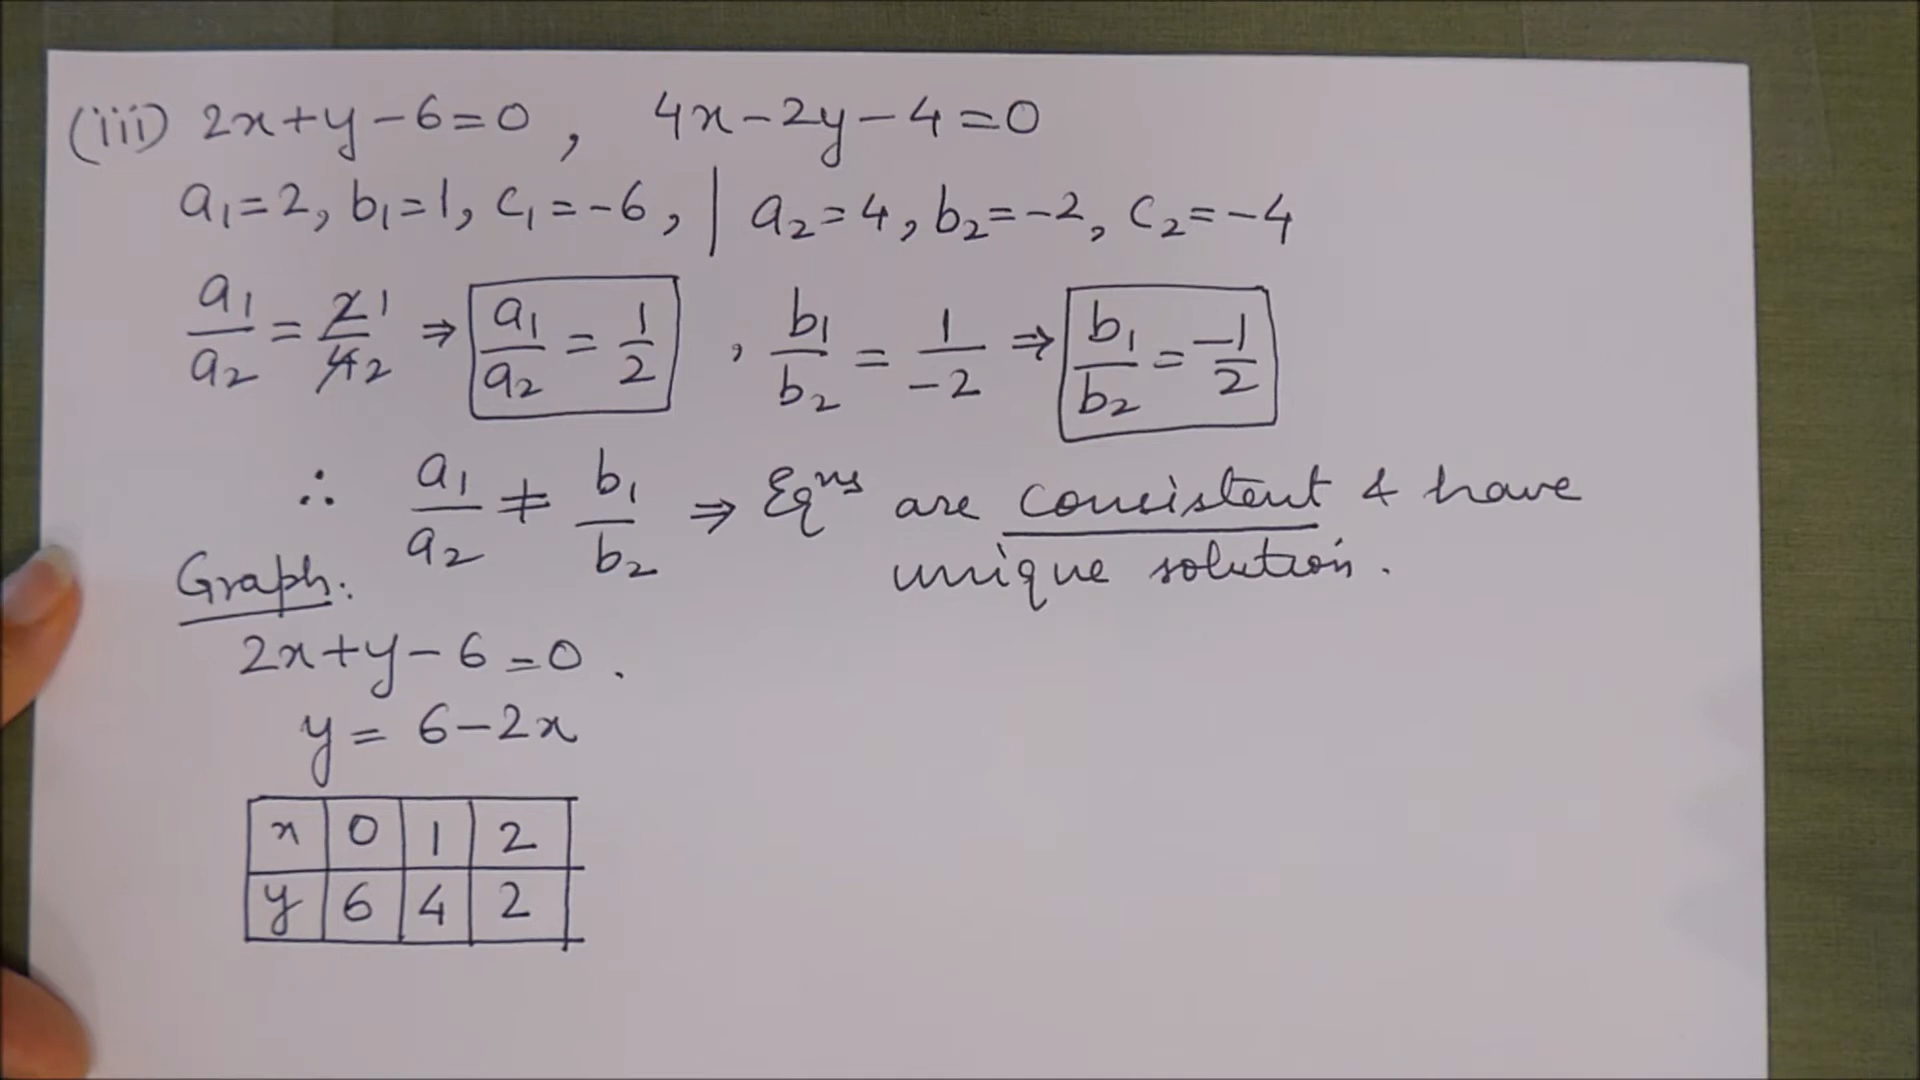 (iii) 2x+y-6=0, 4x-2y-4=0
a₁=2, b₁=1, c₁=-6, | a₂=4, b₂=-2, c₂=-4
a₁/a₂ = 2̸1/4̸2 ⇒ a₁/a₂ = 1/2, b₁/b₂ = 1/-2 ⇒ b₁/b₂ = -1/2
∴ a₁/a₂ ≠ b₁/b₂ ⇒ Eqⁿˢ are consistent & have
unique solution.
Graph:
2x+y-6=0.
y = 6-2x
x 0 1 2
y 6 4 2